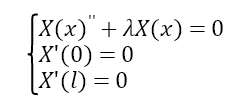 X(x)'' + λX(x) = 0
X'(0) = 0
X'(l) = 0